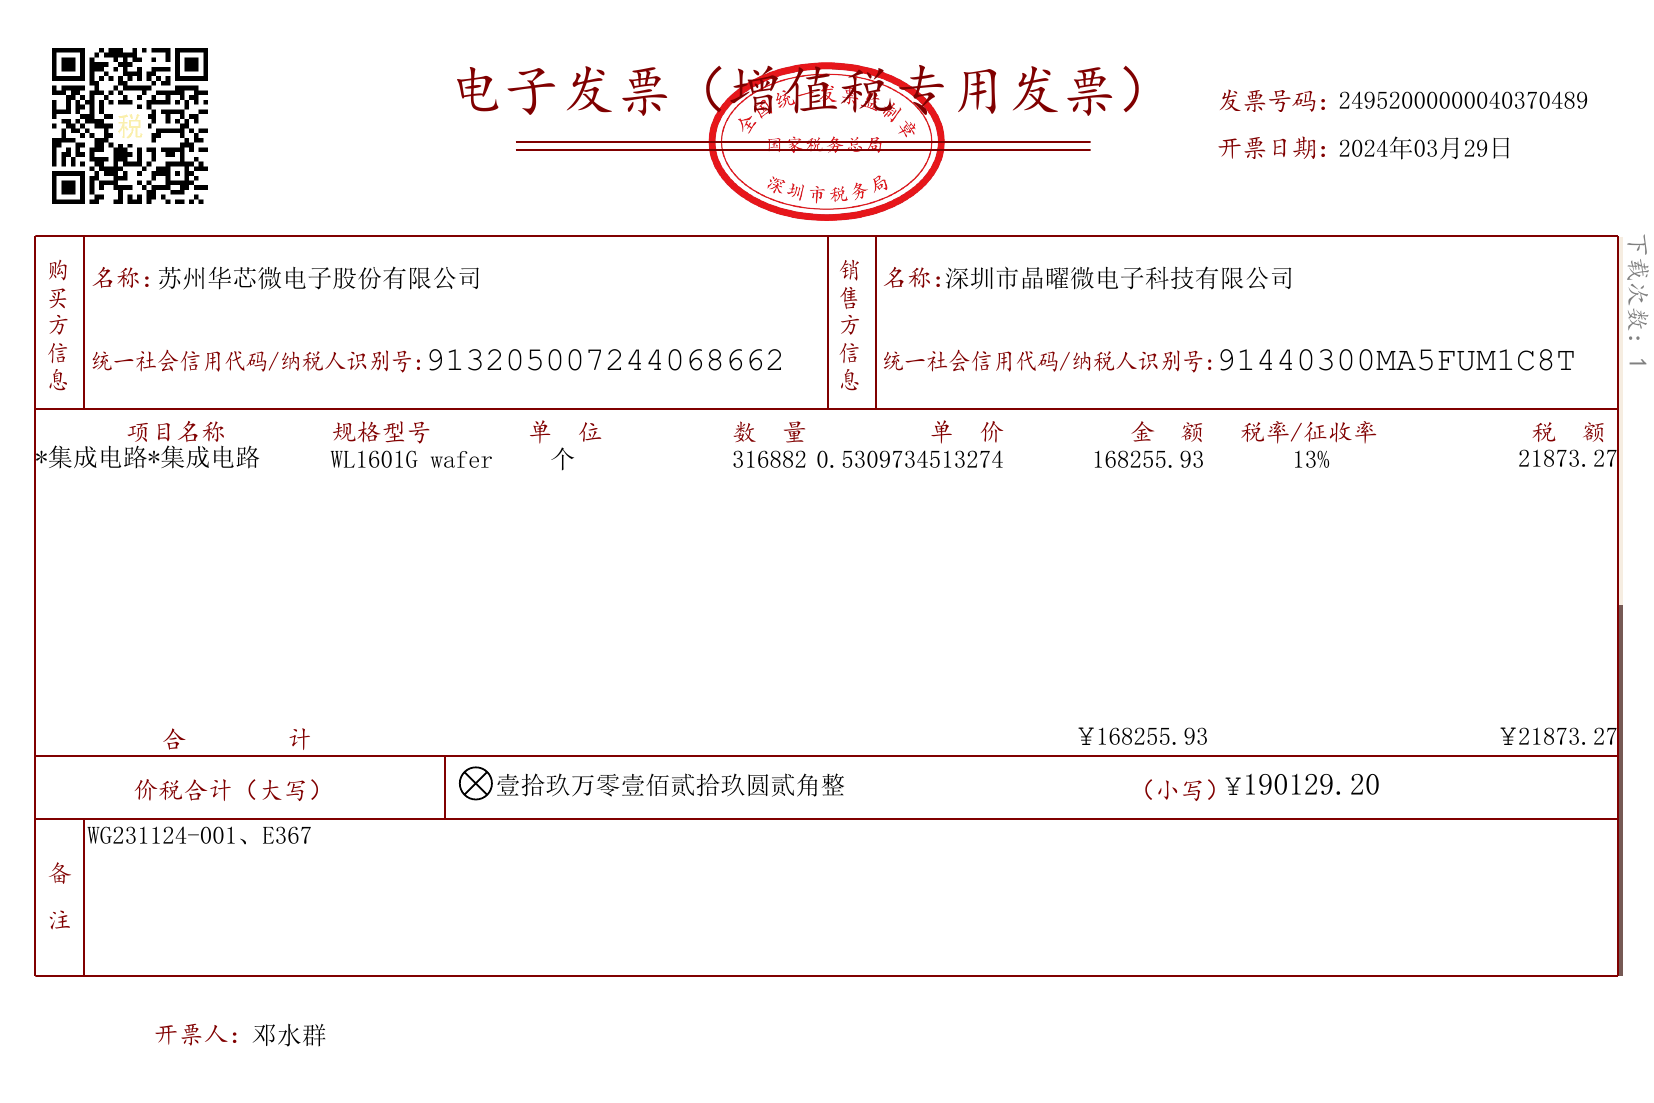 电子发票（增值税专用发票）
全国统一发票监制章
国家税务总局
深圳市税务局
税
发票号码：24952000000040370489
开票日期：2024年03月29日
下载次数：1
购买方信息
名称：苏州华芯微电子股份有限公司
统一社会信用代码/纳税人识别号：913205007244068662
销售方信息
名称：深圳市晶曜微电子科技有限公司
统一社会信用代码/纳税人识别号：91440300MA5FUM1C8T
项目名称 规格型号 单位 数量 单价 金额 税率/征收率 税额
*集成电路*集成电路 WL1601G wafer 个 316882 0.5309734513274 168255.93 13% 21873.27
合计 ¥168255.93 ¥21873.27
价税合计（大写） 壹拾玖万零壹佰贰拾玖圆贰角整 （小写）¥190129.20
备注
WG231124-001、E367
开票人：邓水群